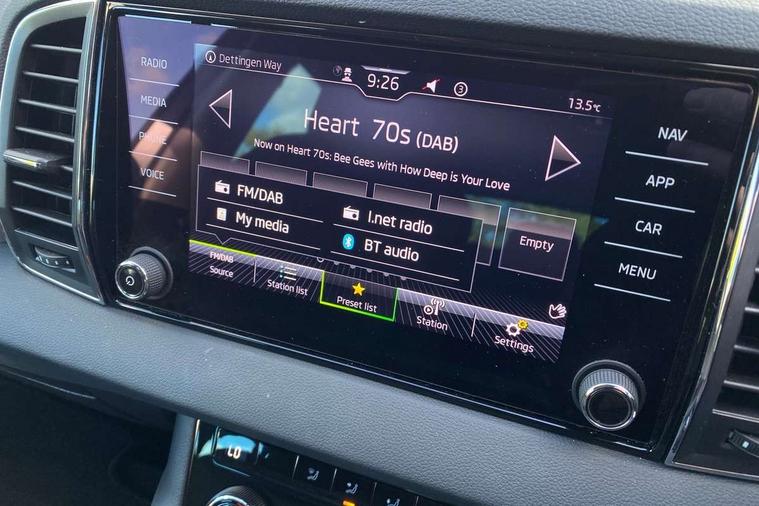 RADIO
MEDIA
PHONE
VOICE
Dettingen Way
9:26
3
13.5°C
Heart 70s (DAB)
Now on Heart 70s: Bee Gees with How Deep is Your Love
FM/DAB
I.net radio
My media
BT audio
Empty
FM/DAB
Source
Station list
Preset list
Station
Settings
NAV
APP
CAR
MENU
LO